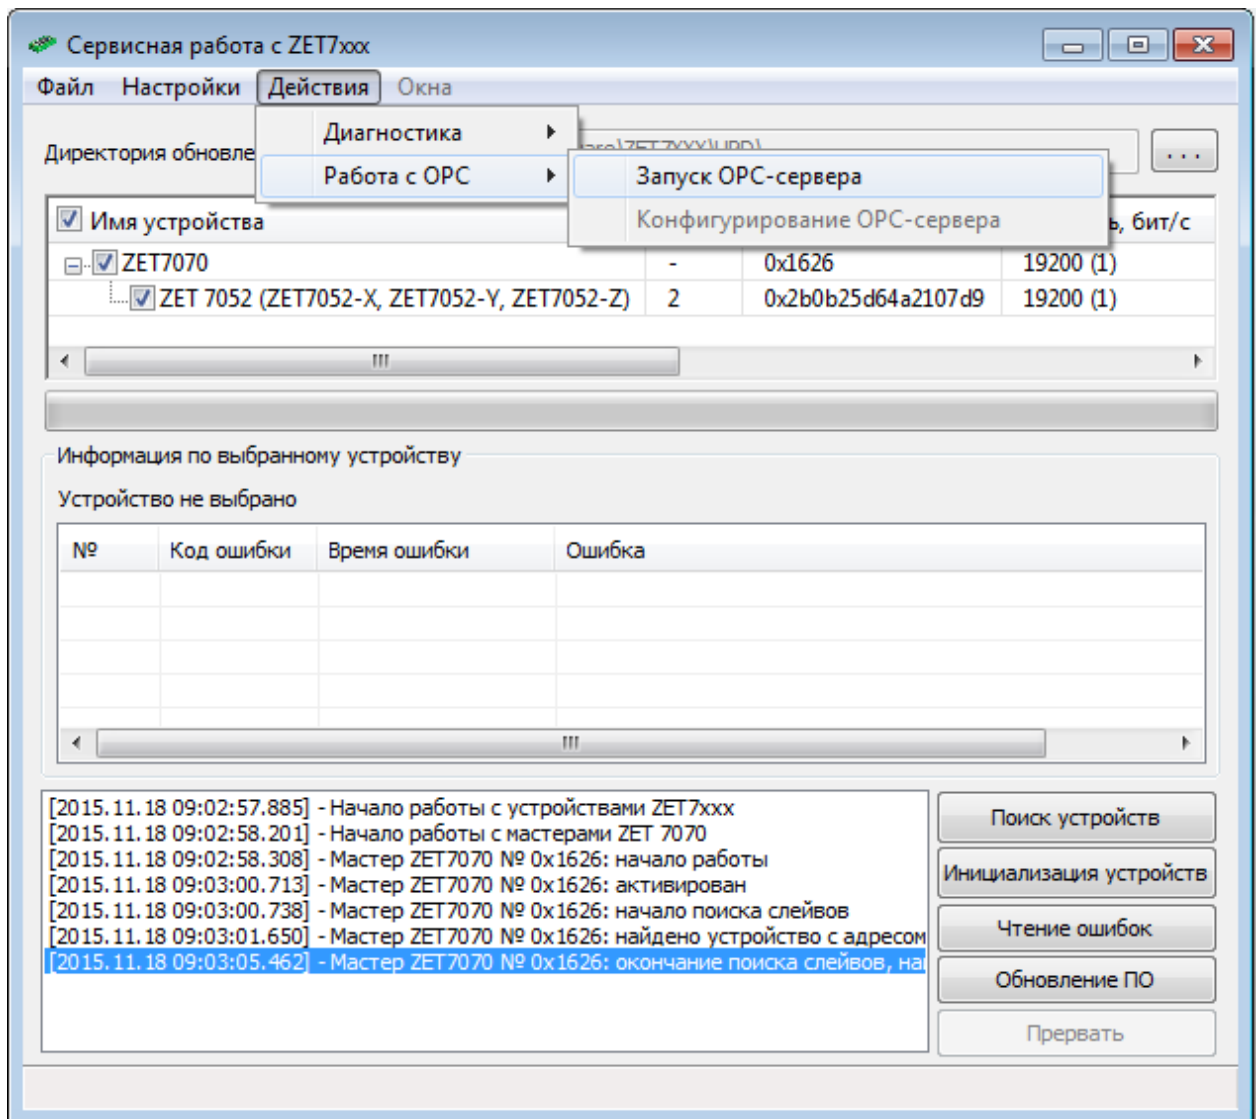 Сервисная работа с ZET7xxx
Файл Настройки Действия Окна
Диагностика
Директория обновле
Работа с OPC
Запуск OPC-сервера
Конфигурирование OPC-сервера
...
Имя устройства ь, бит/с
ZET7070 - 0x1626 19200 (1)
ZET 7052 (ZET7052-X, ZET7052-Y, ZET7052-Z) 2 0x2b0b25d64a2107d9 19200 (1)
Информация по выбранному устройству
Устройство не выбрано
№ Код ошибки Время ошибки Ошибка
[2015.11.18 09:02:57.885] - Начало работы с устройствами ZET7xxx
[2015.11.18 09:02:58.201] - Начало работы с мастерами ZET 7070
[2015.11.18 09:02:58.308] - Мастер ZET7070 № 0x1626: начало работы
[2015.11.18 09:03:00.713] - Мастер ZET7070 № 0x1626: активирован
[2015.11.18 09:03:00.738] - Мастер ZET7070 № 0x1626: начало поиска слейвов
[2015.11.18 09:03:01.650] - Мастер ZET7070 № 0x1626: найдено устройство с адресом
[2015.11.18 09:03:05.462] - Мастер ZET7070 № 0x1626: окончание поиска слейвов, на
Поиск устройств
Инициализация устройств
Чтение ошибок
Обновление ПО
Прервать